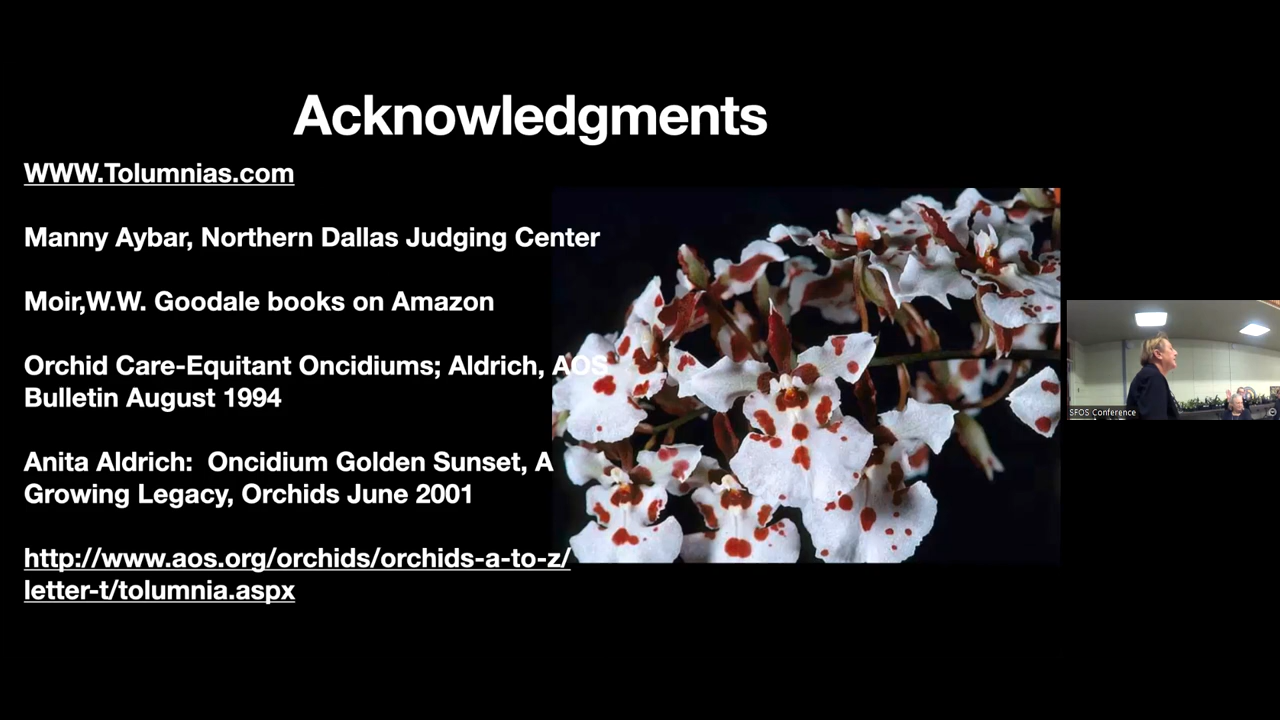 Acknowledgments
WWW.Tolumnias.com
Manny Aybar, Northern Dallas Judging Center
Moir,W.W. Goodale books on Amazon
Orchid Care-Equitant Oncidiums; Aldrich, AOS
Bulletin August 1994
Anita Aldrich:  Oncidium Golden Sunset, A
Growing Legacy, Orchids June 2001
http://www.aos.org/orchids/orchids-a-to-z/
letter-t/tolumnia.aspx
SFOS Conference